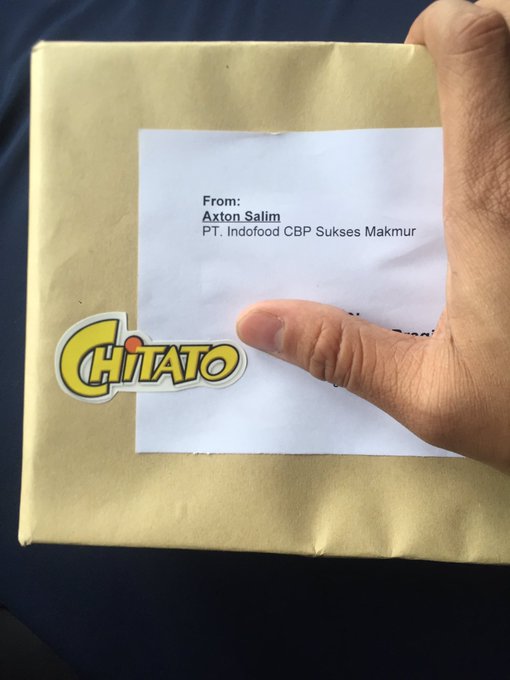 From:
Axton Salim
PT. Indofood CBP Sukses Makmur
CHITATO